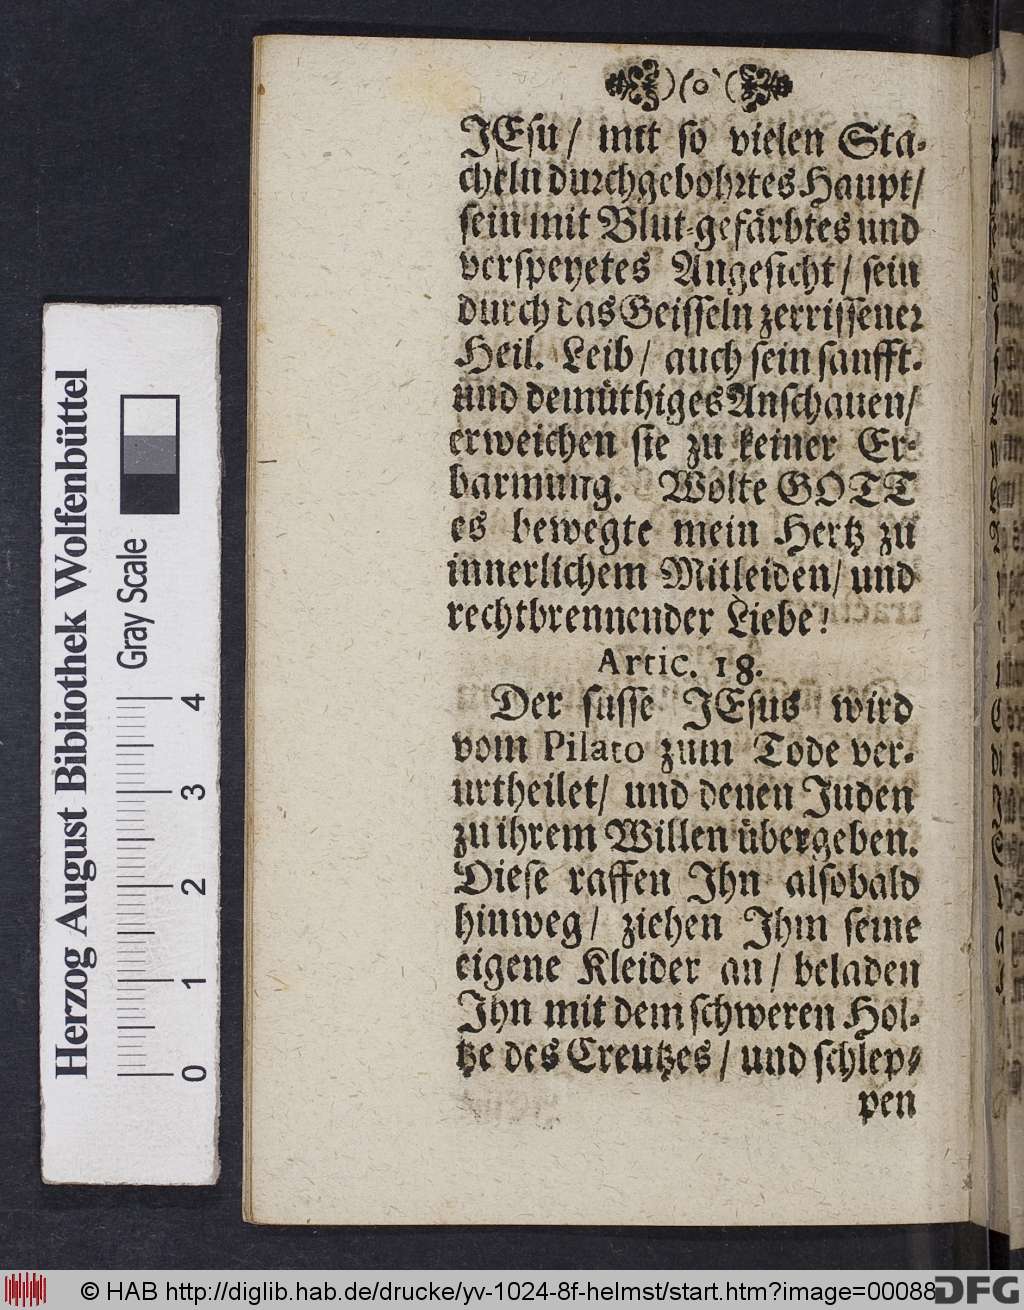 )(o)(
JEsu/ mit so vielen Sta-
cheln durchgebohrtes Haupt/
sein mit Blut-gefärbtes und
verspeyetes Angesicht/ sein
durch das Geisseln zerrissener
Heil. Leib/ auch sein sanfft-
und demüthiges Anschauen/
erweichen sie zu keiner Er-
barmung. Wolte GOTT
es bewegte mein Hertz zu
innerlichem Mitleiden/ und
rechtbrennender Liebe!
Artic. 18.
Der süsse JEsus wird
vom Pilato zum Tode ver-
urtheilet/ und denen Juden
zu ihrem Willen übergeben.
Diese raffen Ihn alsobald
hinweg/ ziehen Ihm seine
eigene Kleider an/ beladen
Ihn mit dem schweren Hol-
tze des Creutzes/ und schlep-
pen
Herzog August Bibliothek Wolfenbüttel
Gray Scale
0 1 2 3 4
© HAB http://diglib.hab.de/drucke/yv-1024-8f-helmst/start.htm?image=00088
DFG